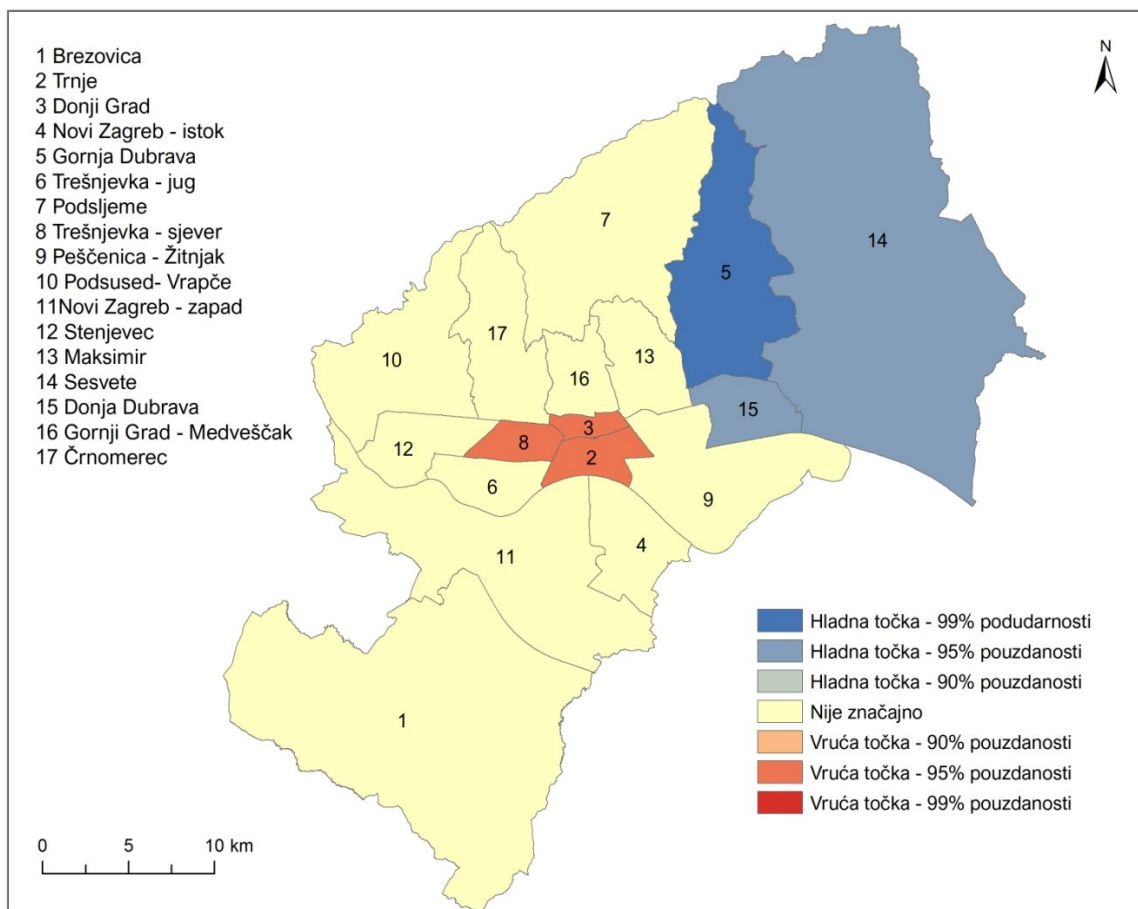 1 Brezovica
2 Trnje
3 Donji Grad
4 Novi Zagreb - istok
5 Gornja Dubrava
6 Trešnjevka - jug
7 Podsljeme
8 Trešnjevka - sjever
9 Peščenica - Žitnjak
10 Podsused- Vrapče
11Novi Zagreb - zapad
12 Stenjevec
13 Maksimir
14 Sesvete
15 Donja Dubrava
16 Gornji Grad - Medveščak
17 Črnomerec
N
7
14
5
17
13
10
16
15
3
8
12
2
6
9
4
11
1
Hladna točka - 99% podudarnosti
Hladna točka - 95% pouzdanosti
Hladna točka - 90% pouzdanosti
Nije značajno
Vruća točka - 90% pouzdanosti
Vruća točka - 95% pouzdanosti
Vruća točka - 99% pouzdanosti
0 5 10 km